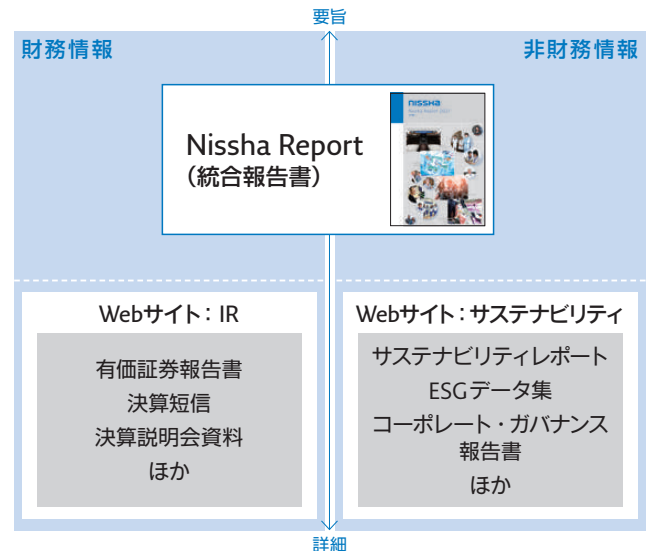 要旨
財務情報
非財務情報
Nissha Report
（統合報告書）
nissha
Webサイト：IR
有価証券報告書
決算短信
決算説明会資料
ほか
Webサイト：サステナビリティ
サステナビリティレポート
ESGデータ集
コーポレート・ガバナンス
報告書
ほか
詳細